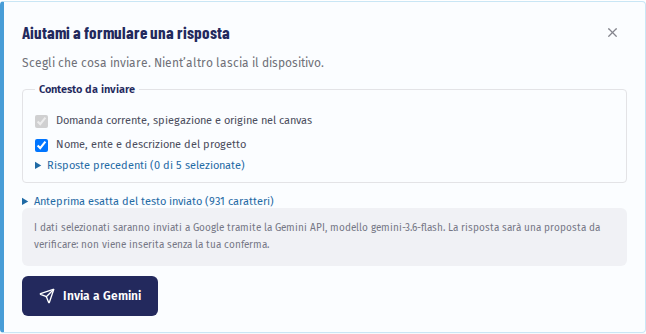 Aiutami a formulare una risposta
Scegli che cosa inviare. Nient'altro lascia il dispositivo.
Contesto da inviare
Domanda corrente, spiegazione e origine nel canvas
Nome, ente e descrizione del progetto
Risposte precedenti (0 di 5 selezionate)
Anteprima esatta del testo inviato (931 caratteri)
I dati selezionati saranno inviati a Google tramite la Gemini API, modello gemini-3.6-flash. La risposta sarà una proposta da
verificare: non viene inserita senza la tua conferma.
Invia a Gemini